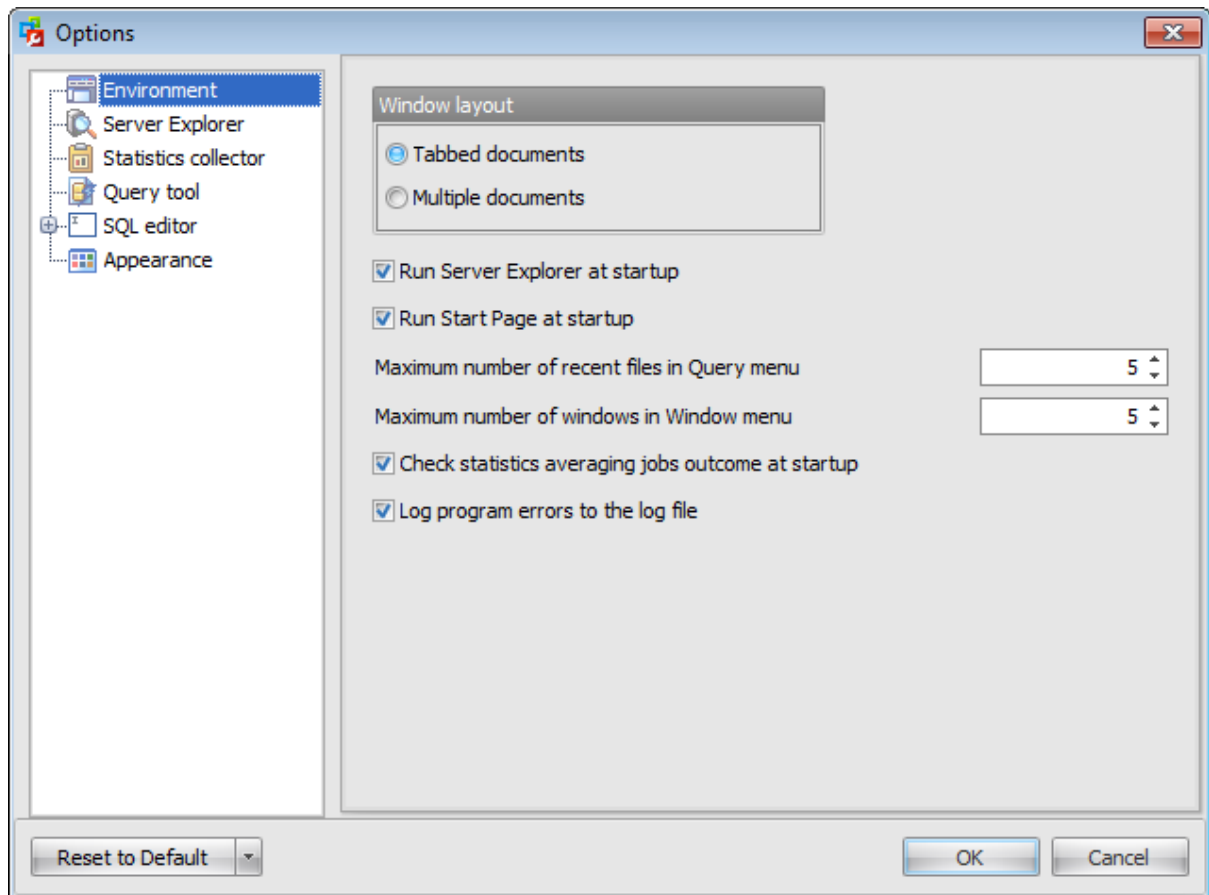 Options
Environment
Server Explorer
Statistics collector
Query tool
SQL editor
Appearance
Window layout
Tabbed documents
Multiple documents
Run Server Explorer at startup
Run Start Page at startup
Maximum number of recent files in Query menu 5
Maximum number of windows in Window menu 5
Check statistics averaging jobs outcome at startup
Log program errors to the log file
Reset to Default OK Cancel